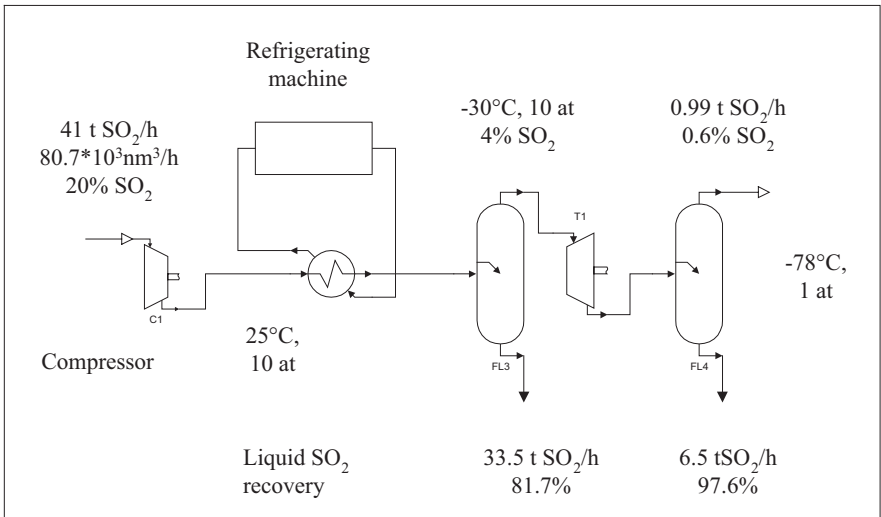 Refrigerating
machine
41 t SO₂/h
80.7*10³nm³/h
20% SO₂
-30°C, 10 at
4% SO₂
0.99 t SO₂/h
0.6% SO₂
T1
-78°C,
1 at
C1
25°C,
10 at
Compressor
FL3
FL4
Liquid SO₂
recovery
33.5 t SO₂/h
81.7%
6.5 tSO₂/h
97.6%